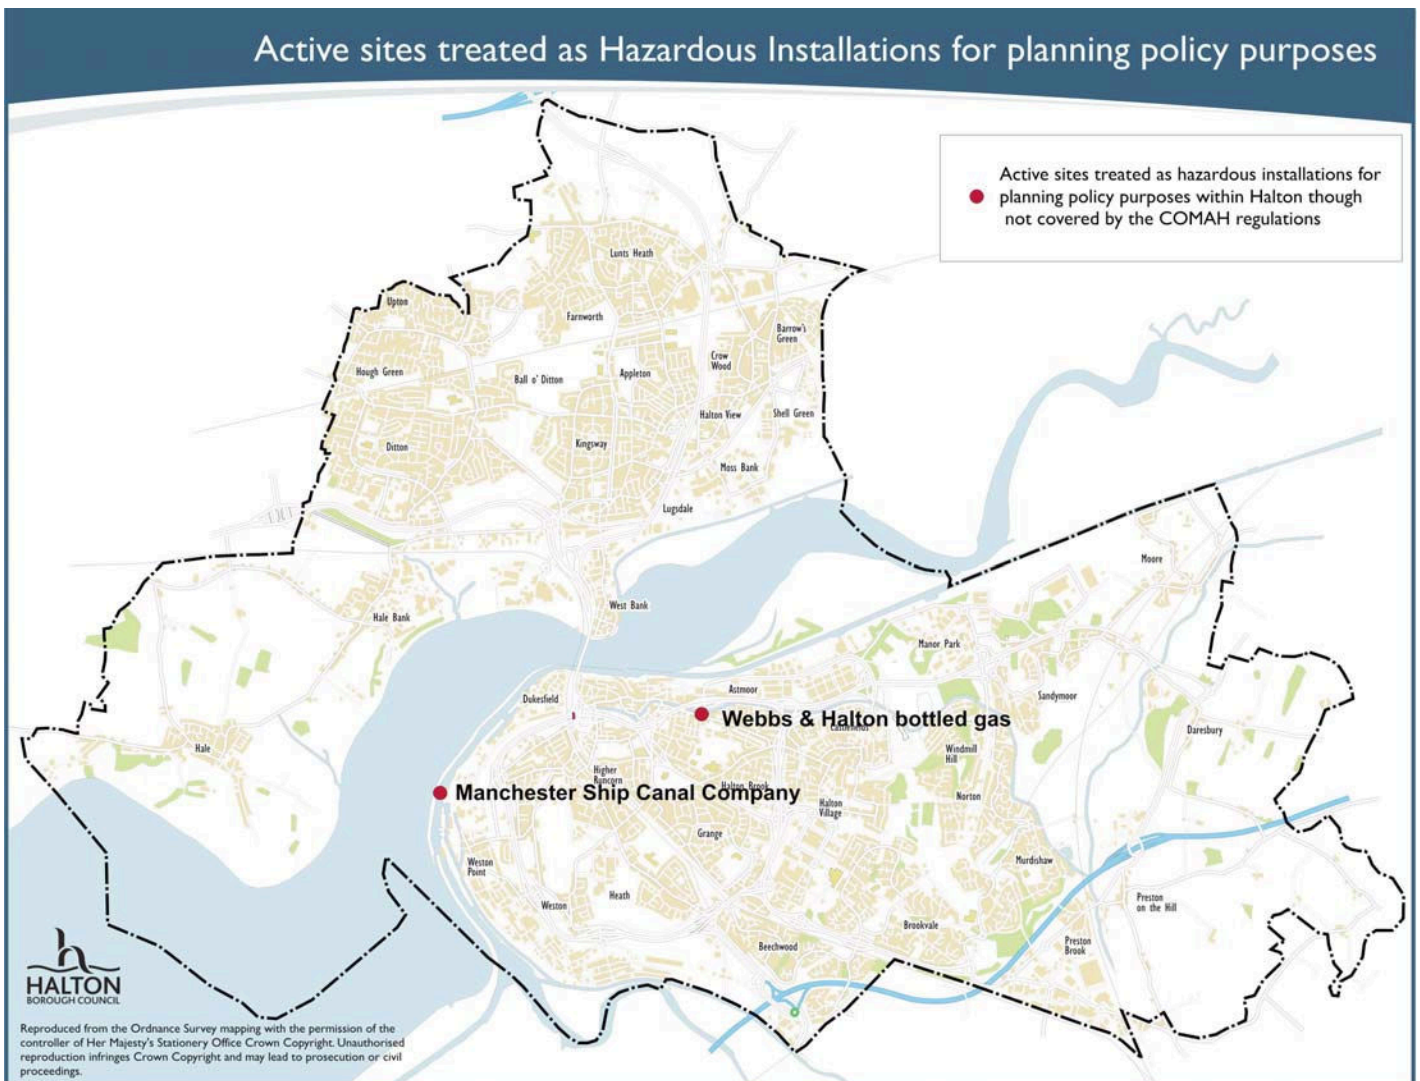 Active sites treated as Hazardous Installations for planning policy purposes
Active sites treated as hazardous installations for
planning policy purposes within Halton though
not covered by the COMAH regulations
Lunts Heath
Upton
Farnworth
Barrow's
Green
Crow
Wood
Hough Green
Ball o' Ditton
Appleton
Halton View
Shell Green
Ditton
Kingsway
Moss Bank
Lugsdale
Moore
West Bank
Hale Bank
Manor Park
Astmoor
Sandymoor
Dukesfield
Webbs & Halton bottled gas
Castlefields
Daresbury
Hale
Windmill
Hill
Higher
Runcorn
Manchester Ship Canal Company
Halton Brook
Norton
Halton
Village
Grange
Weston
Point
Murdishaw
Heath
Weston
Preston
on the Hill
Brookvale
Beechwood
Preston
Brook
HALTON
BOROUGH COUNCIL
Reproduced from the Ordnance Survey mapping with the permission of the
controller of Her Majesty's Stationery Office Crown Copyright. Unauthorised
reproduction infringes Crown Copyright and may lead to prosecution or civil
proceedings.